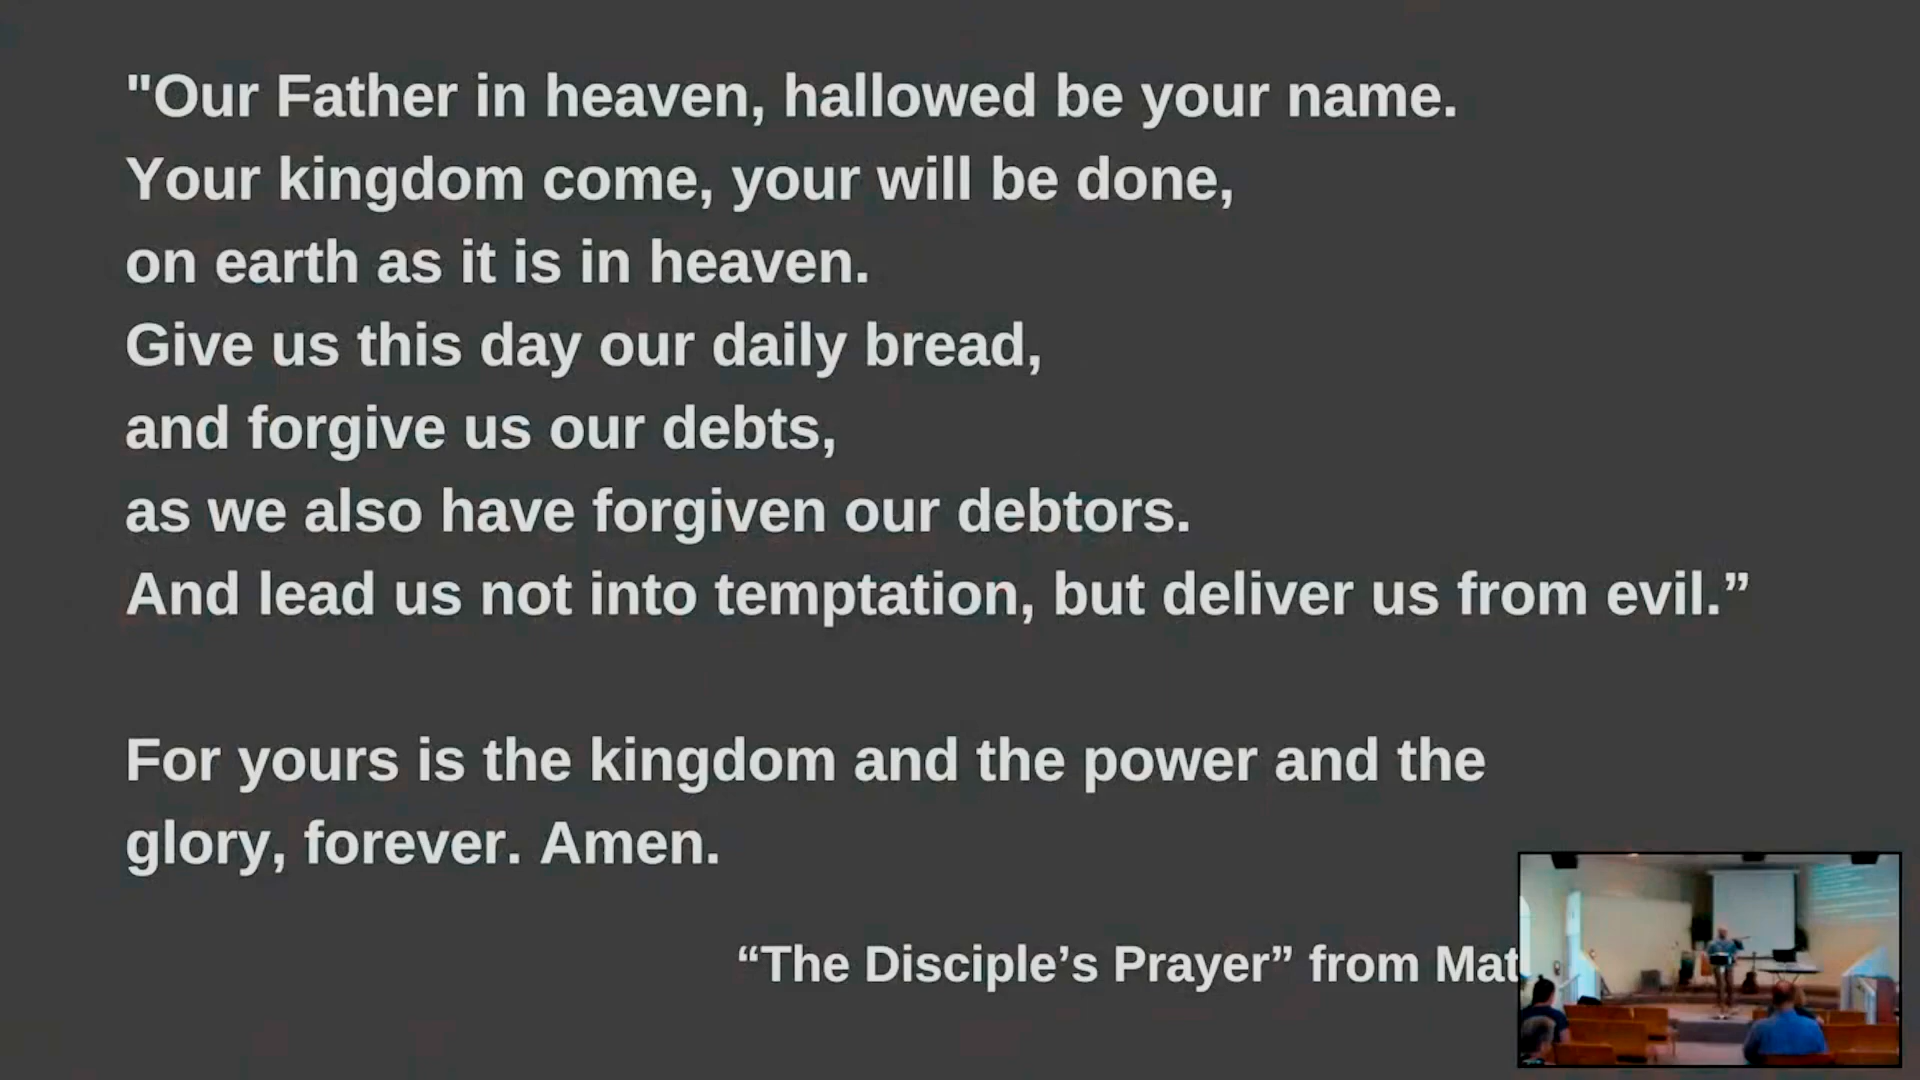 "Our Father in heaven, hallowed be your name.
Your kingdom come, your will be done,
on earth as it is in heaven.
Give us this day our daily bread,
and forgive us our debts,
as we also have forgiven our debtors.
And lead us not into temptation, but deliver us from evil.”
For yours is the kingdom and the power and the
glory, forever. Amen.
“The Disciple’s Prayer” from Mat